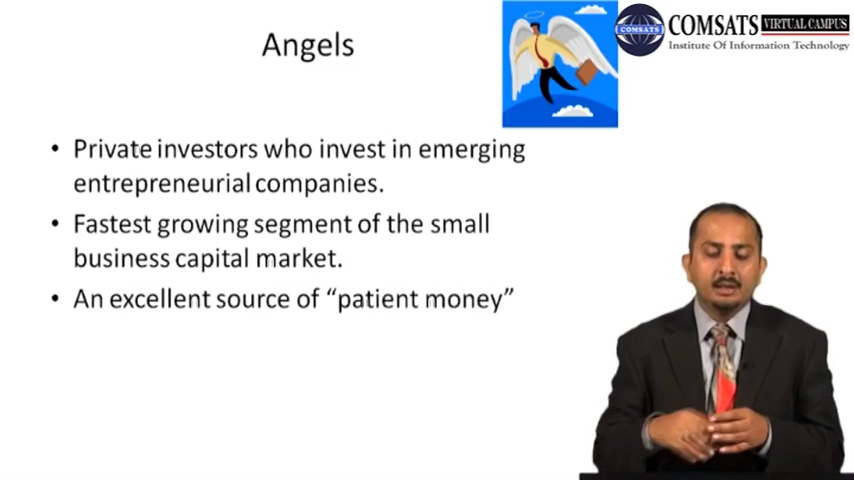 Angels
COMSATS
COMSATS VIRTUAL CAMPUS
Institute Of Information Technology
• Private investors who invest in emerging
entrepreneurial companies.
• Fastest growing segment of the small
business capital market.
• An excellent source of “patient money”